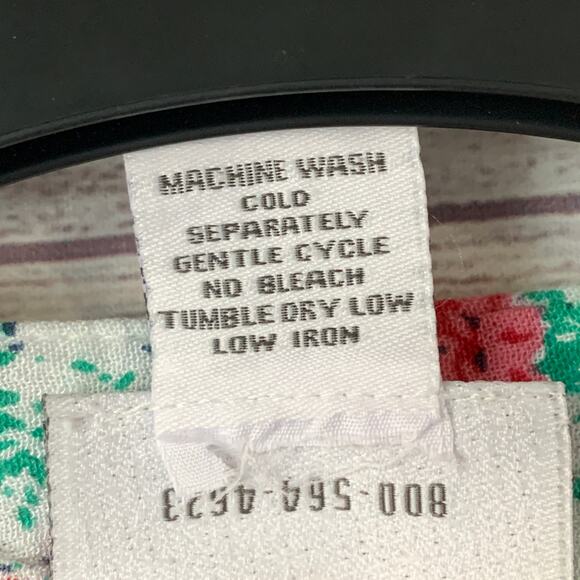 MACHINE WASH
COLD
SEPARATELY
GENTLE CYCLE
NO BLEACH
TUMBLE DRY LOW
LOW IRON
800-564-4623